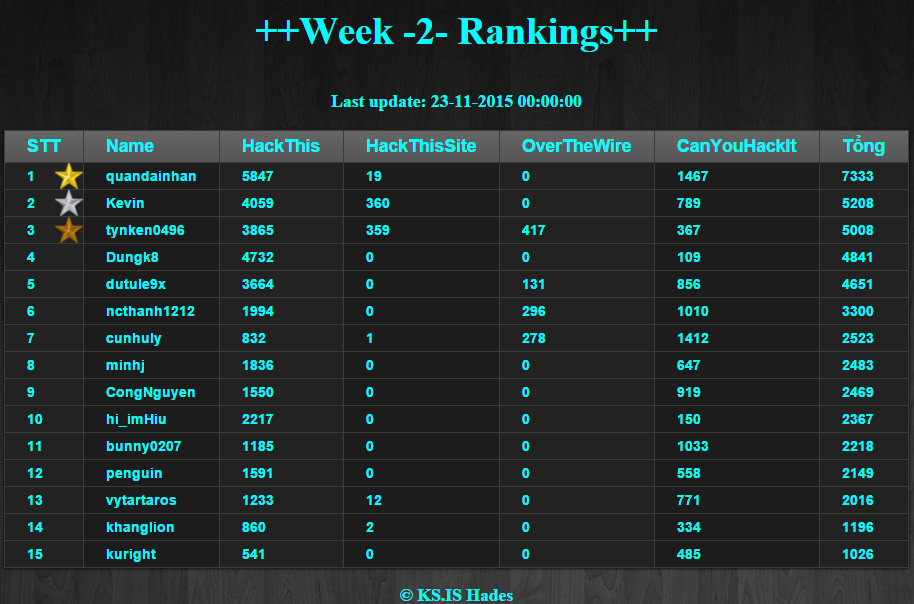 ++Week -2- Rankings++
Last update: 23-11-2015 00:00:00
STT Name HackThis HackThisSite OverTheWire CanYouHackIt Tổng
1 quandainhan 5847 19 0 1467 7333
2 Kevin 4059 360 0 789 5208
3 tynken0496 3865 359 417 367 5008
4 Dungk8 4732 0 0 109 4841
5 dutule9x 3664 0 131 856 4651
6 ncthanh1212 1994 0 296 1010 3300
7 cunhuly 832 1 278 1412 2523
8 minhj 1836 0 0 647 2483
9 CongNguyen 1550 0 0 919 2469
10 hi_imHiu 2217 0 0 150 2367
11 bunny0207 1185 0 0 1033 2218
12 penguin 1591 0 0 558 2149
13 vytartaros 1233 12 0 771 2016
14 khanglion 860 2 0 334 1196
15 kuright 541 0 0 485 1026
© KS.IS Hades